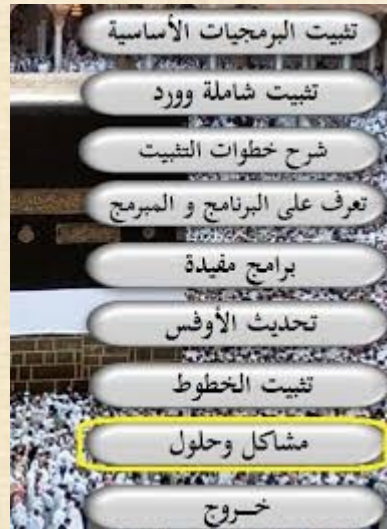 تثبيت البرمجيات الأساسية
تثبيت شاملة وورد
شرح خطوات التثبيت
تعرف على البرنامج و المبرمج
برامج مفيدة
تحديث الأوفس
تثبيت الخطوط
مشاكل وحلول
خـــروج